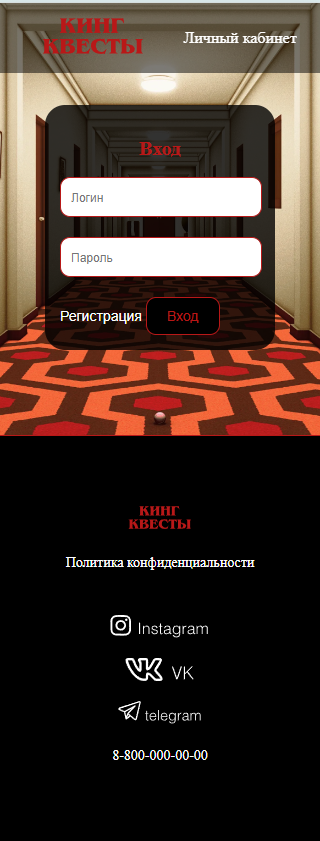 КИНГ
КВЕСТЫ
Личный кабинет
Вход
Логин
Пароль
Регистрация Вход
КИНГ
КВЕСТЫ
Политика конфиденциальности
Instagram
VK
telegram
8-800-000-00-00